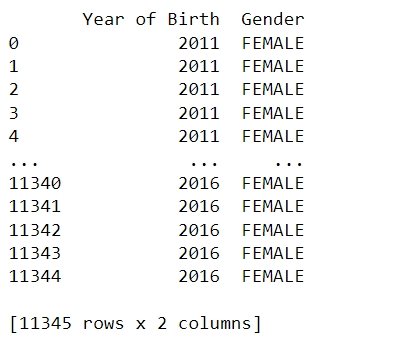 Year of Birth Gender
0 2011 FEMALE
1 2011 FEMALE
2 2011 FEMALE
3 2011 FEMALE
4 2011 FEMALE
... ... ...
11340 2016 FEMALE
11341 2016 FEMALE
11342 2016 FEMALE
11343 2016 FEMALE
11344 2016 FEMALE
[11345 rows x 2 columns]